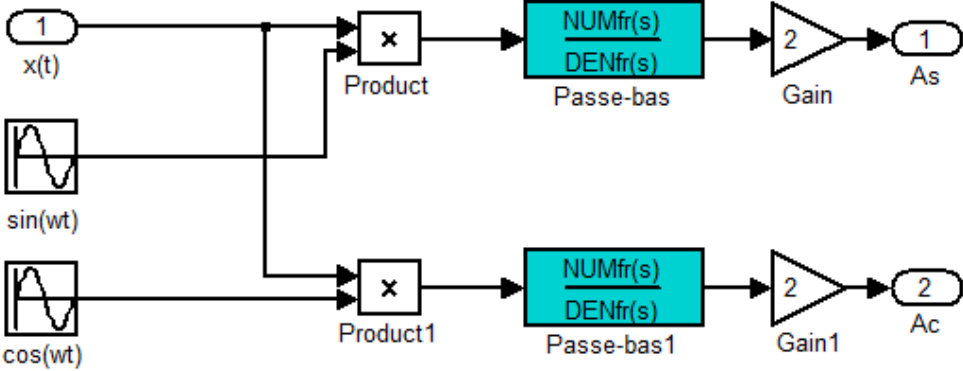 1
x(t)
×
Product
NUMfr(s)
DENfr(s)
Passe-bas
2
Gain
1
As
sin(wt)
cos(wt)
×
Product1
NUMfr(s)
DENfr(s)
Passe-bas1
2
Gain1
2
Ac